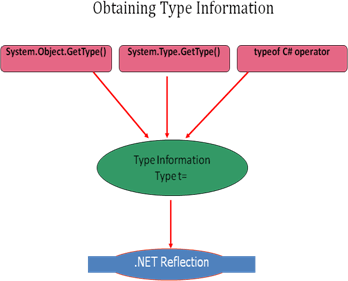 Obtaining Type Information
System.Object.GetType()
System.Type.GetType()
typeof C# operator
Type Information
Type t=
.NET Reflection